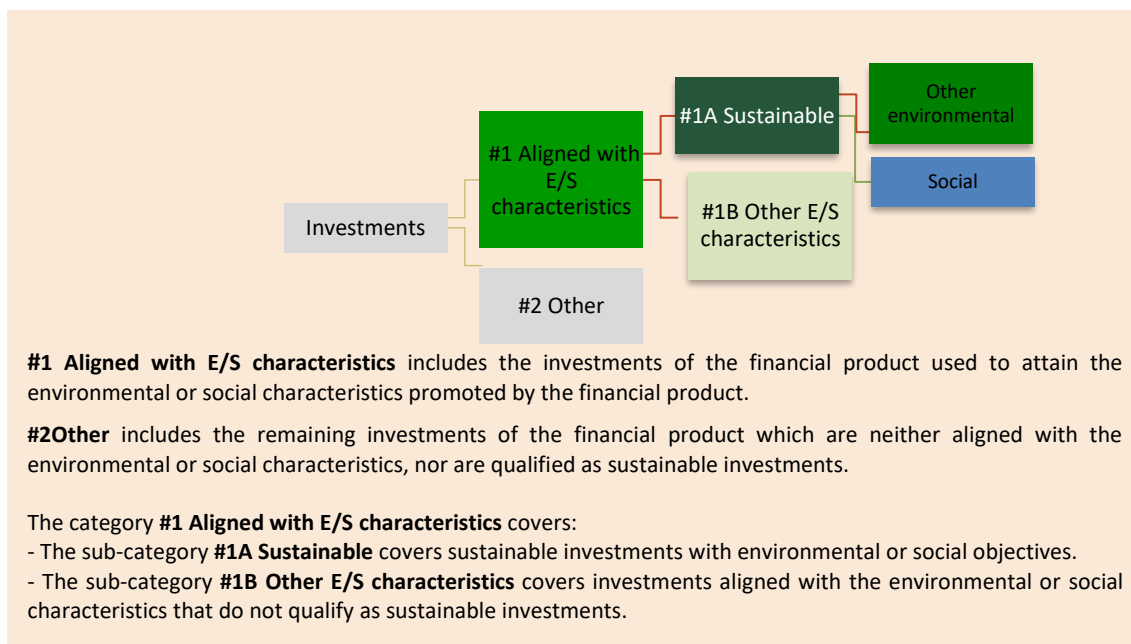 #1A Sustainable
Other
environmental
#1 Aligned with
E/S
characteristics
Social
#1B Other E/S
characteristics
Investments
#2 Other
#1 Aligned with E/S characteristics includes the investments of the financial product used to attain the
environmental or social characteristics promoted by the financial product.
#2Other includes the remaining investments of the financial product which are neither aligned with the
environmental or social characteristics, nor are qualified as sustainable investments.
The category #1 Aligned with E/S characteristics covers:
- The sub-category #1A Sustainable covers sustainable investments with environmental or social objectives.
- The sub-category #1B Other E/S characteristics covers investments aligned with the environmental or social
characteristics that do not qualify as sustainable investments.